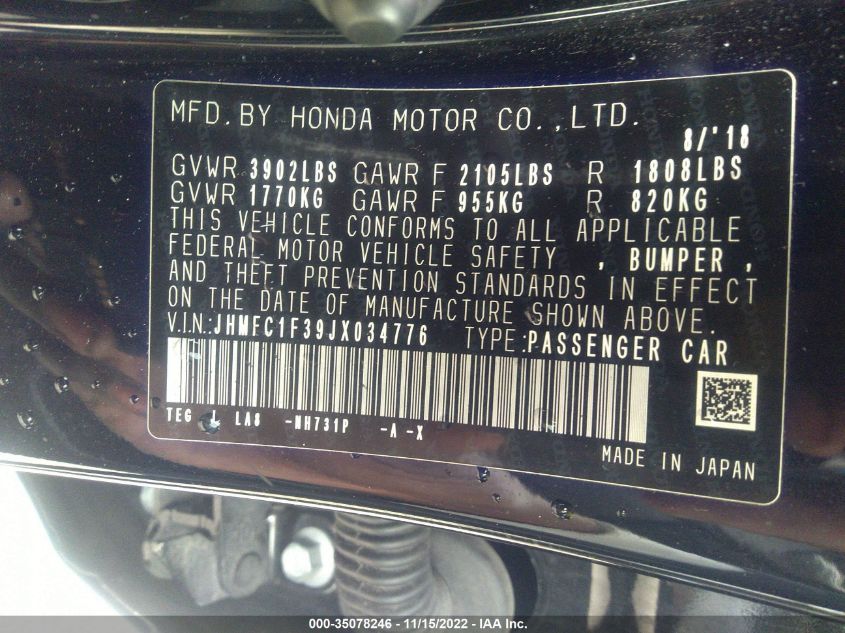 MFD. BY HONDA MOTOR CO., LTD. 8/'18
GVWR 3902LBS GAWR F 2105LBS R 1808LBS
GVWR 1770KG GAWR F 955KG R 820KG
THIS VEHICLE CONFORMS TO ALL APPLICABLE
FEDERAL MOTOR VEHICLE SAFETY , BUMPER ,
AND THEFT PREVENTION STANDARDS IN EFFECT
ON THE DATE OF MANUFACTURE SHOWN ABOVE.
V.I.N: JHMFC1F39JX034776 TYPE: PASSENGER CAR
TEG J LA8 -NH731P -A -X
MADE IN JAPAN
000-35078246 - 11/15/2022 - IAA Inc.